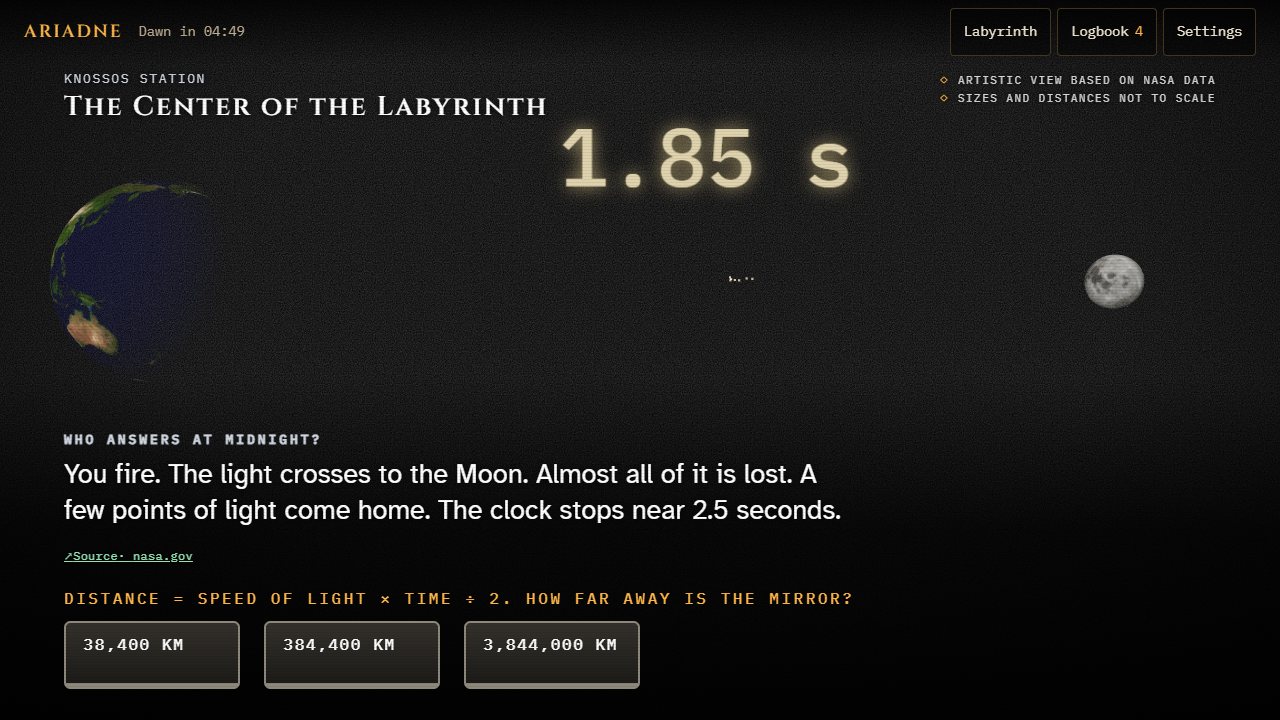 ARIADNE Dawn in 04:49
Labyrinth Logbook 4 Settings
KNOSSOS STATION
The Center of the Labyrinth
◇ ARTISTIC VIEW BASED ON NASA DATA
◇ SIZES AND DISTANCES NOT TO SCALE
1.85 s
WHO ANSWERS AT MIDNIGHT?
You fire. The light crosses to the Moon. Almost all of it is lost. A
few points of light come home. The clock stops near 2.5 seconds.
↗Source· nasa.gov
DISTANCE = SPEED OF LIGHT × TIME ÷ 2. HOW FAR AWAY IS THE MIRROR?
38,400 KM
384,400 KM
3,844,000 KM